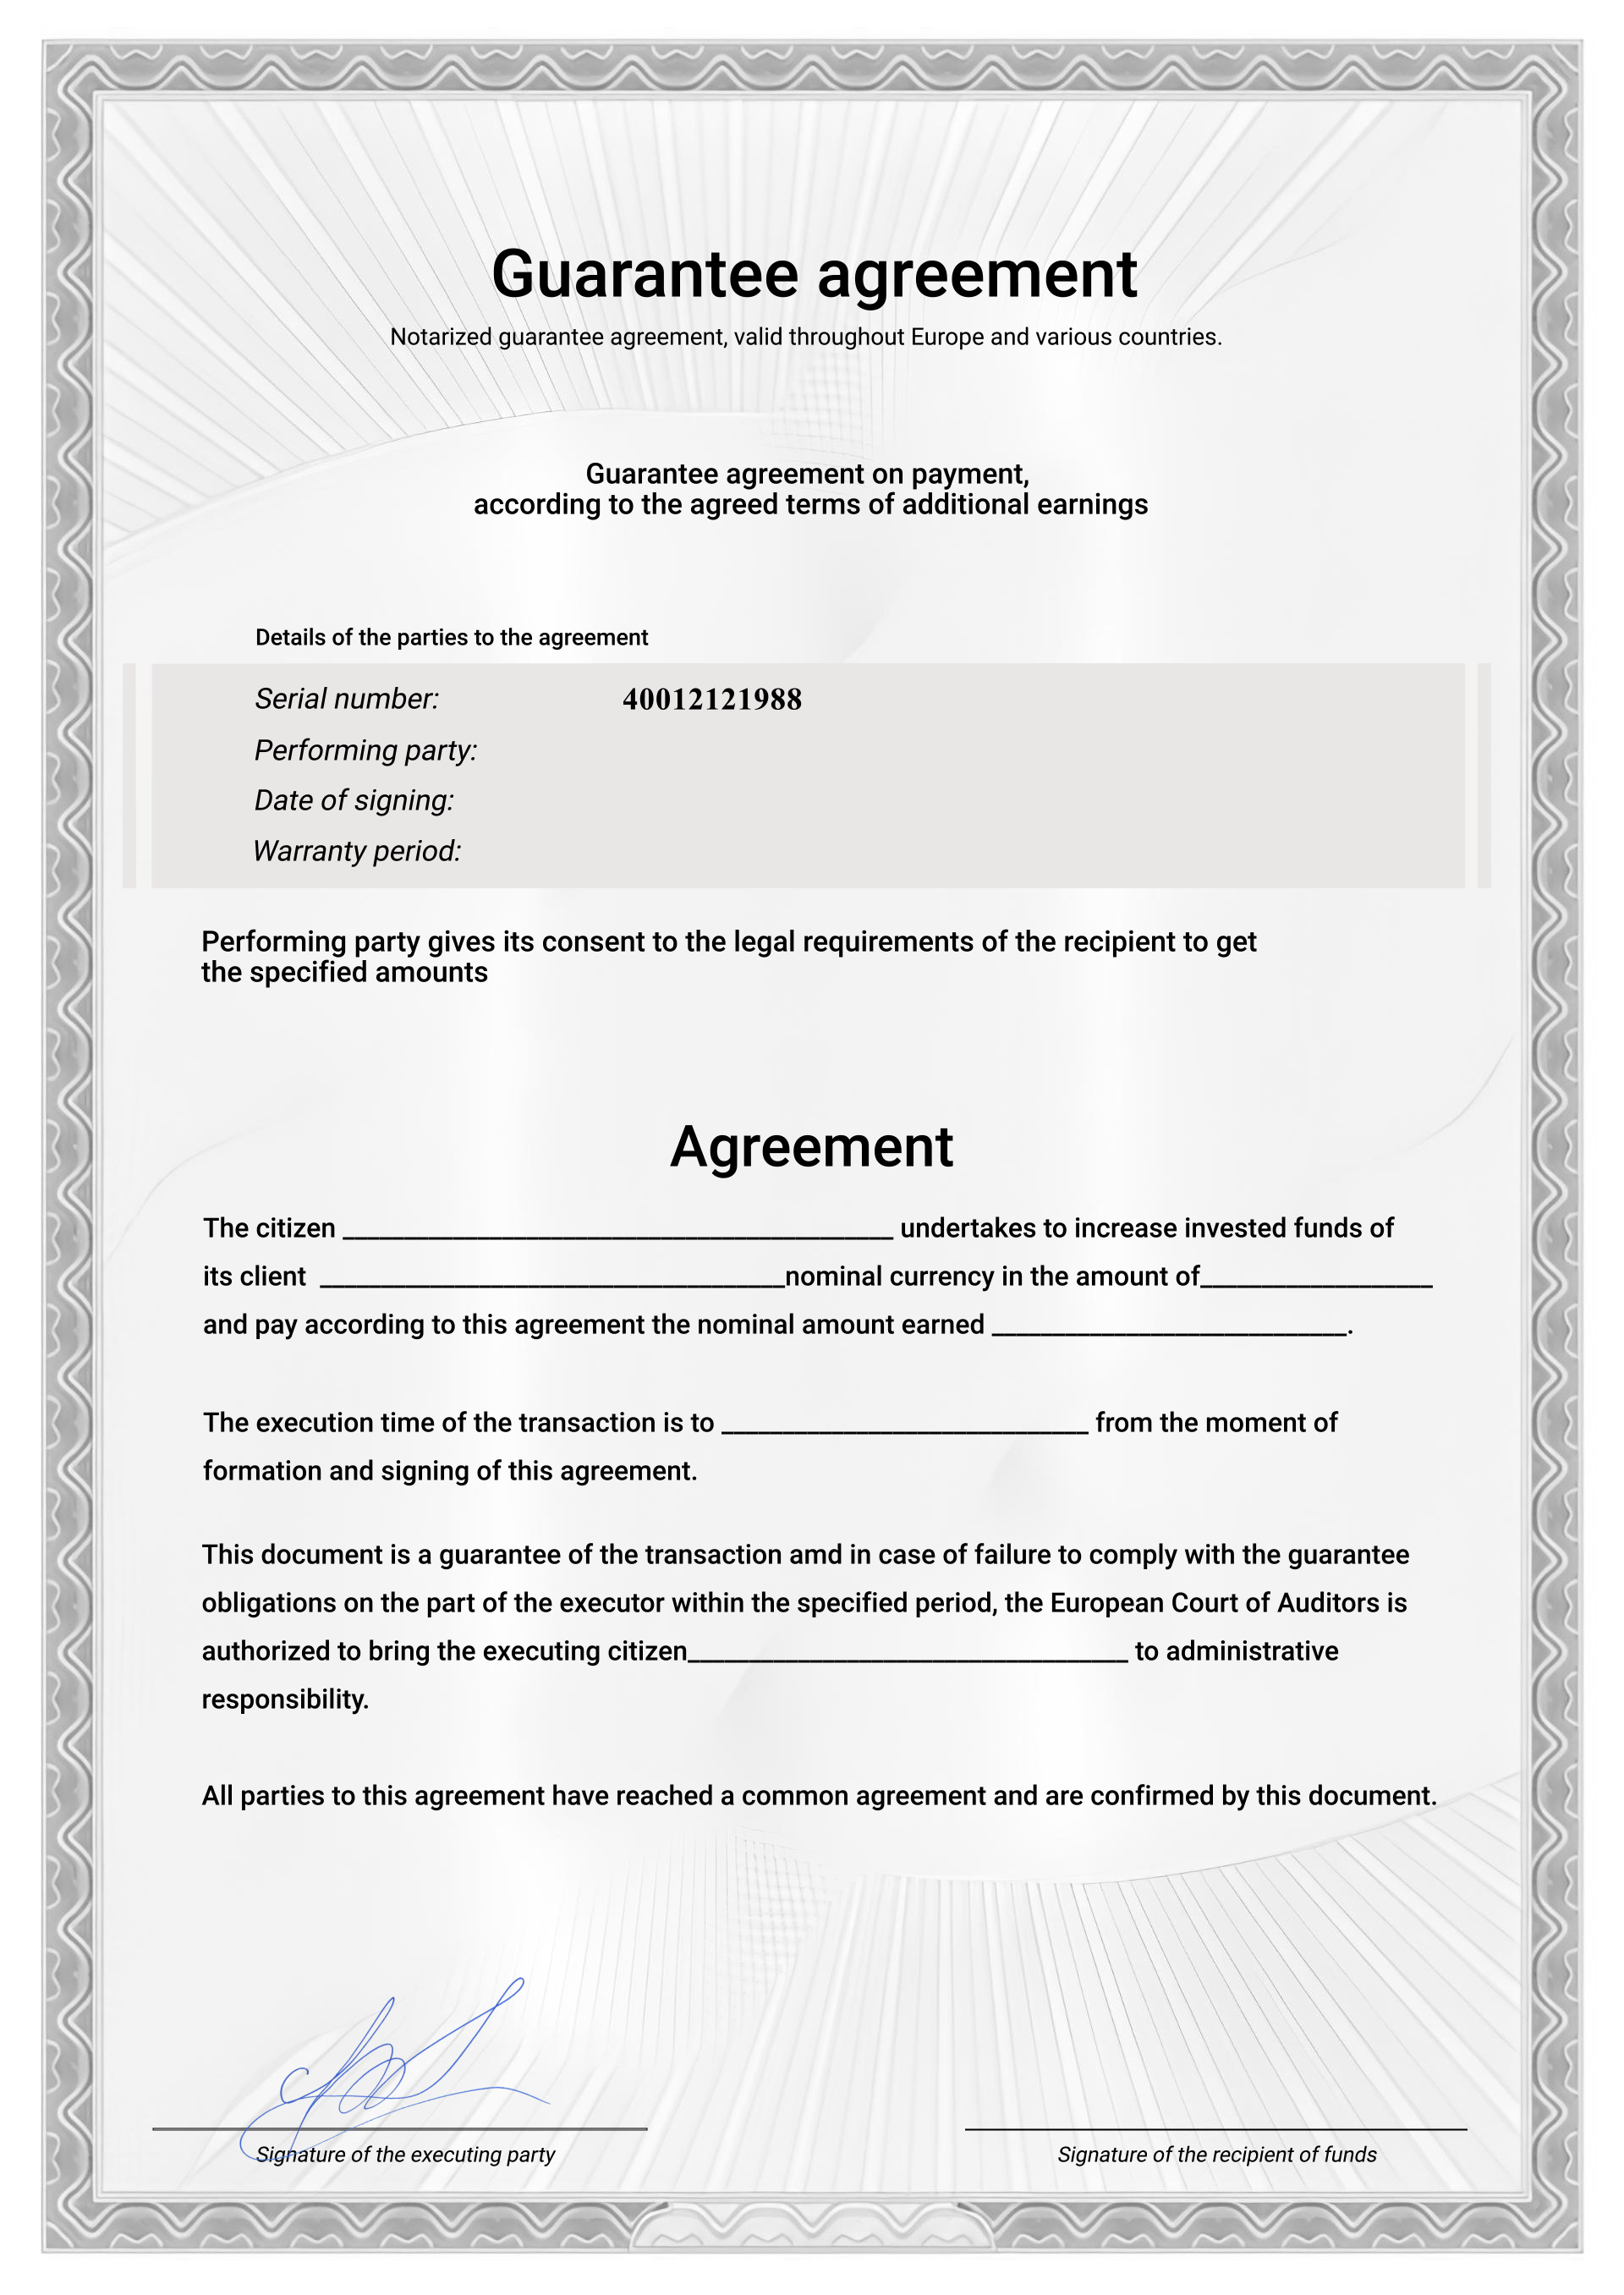 Guarantee agreement
Notarized guarantee agreement, valid throughout Europe and various countries.
Guarantee agreement on payment,
according to the agreed terms of additional earnings
Details of the parties to the agreement
Serial number: 40012121988
Performing party:
Date of signing:
Warranty period:
Performing party gives its consent to the legal requirements of the recipient to get
the specified amounts
Agreement
The citizen ________________________________________ undertakes to increase invested funds of
its client __________________________________nominal currency in the amount of_________________
and pay according to this agreement the nominal amount earned __________________________.
The execution time of the transaction is to ___________________________ from the moment of
formation and signing of this agreement.
This document is a guarantee of the transaction amd in case of failure to comply with the guarantee
obligations on the part of the executor within the specified period, the European Court of Auditors is
authorized to bring the executing citizen________________________________ to administrative
responsibility.
All parties to this agreement have reached a common agreement and are confirmed by this document.
Signature of the executing party
Signature of the recipient of funds